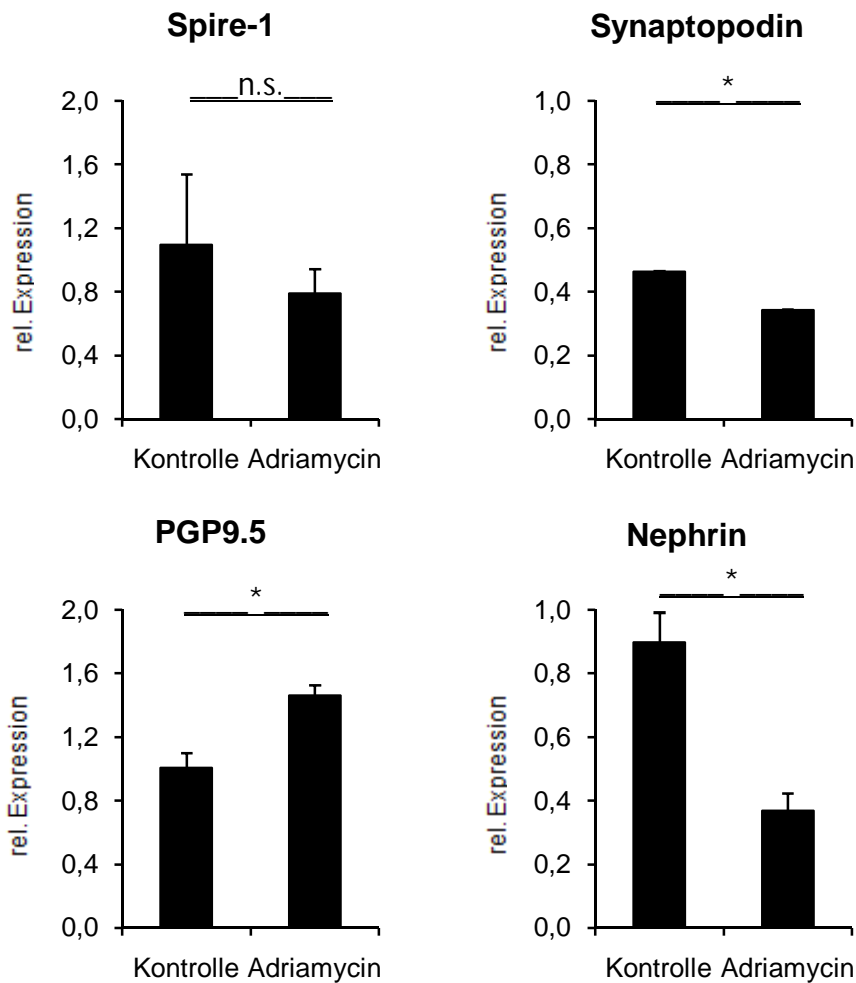 Spire-1
n.s.
2,0
1,6
1,2
0,8
0,4
0,0
rel. Expression
Kontrolle Adriamycin
Synaptopodin
*
1,0
0,8
0,6
0,4
0,2
0,0
rel. Expression
Kontrolle Adriamycin
PGP9.5
*
2,0
1,6
1,2
0,8
0,4
0,0
rel. Expression
Kontrolle Adriamycin
Nephrin
*
1,0
0,8
0,6
0,4
0,2
0,0
rel. Expression
Kontrolle Adriamycin